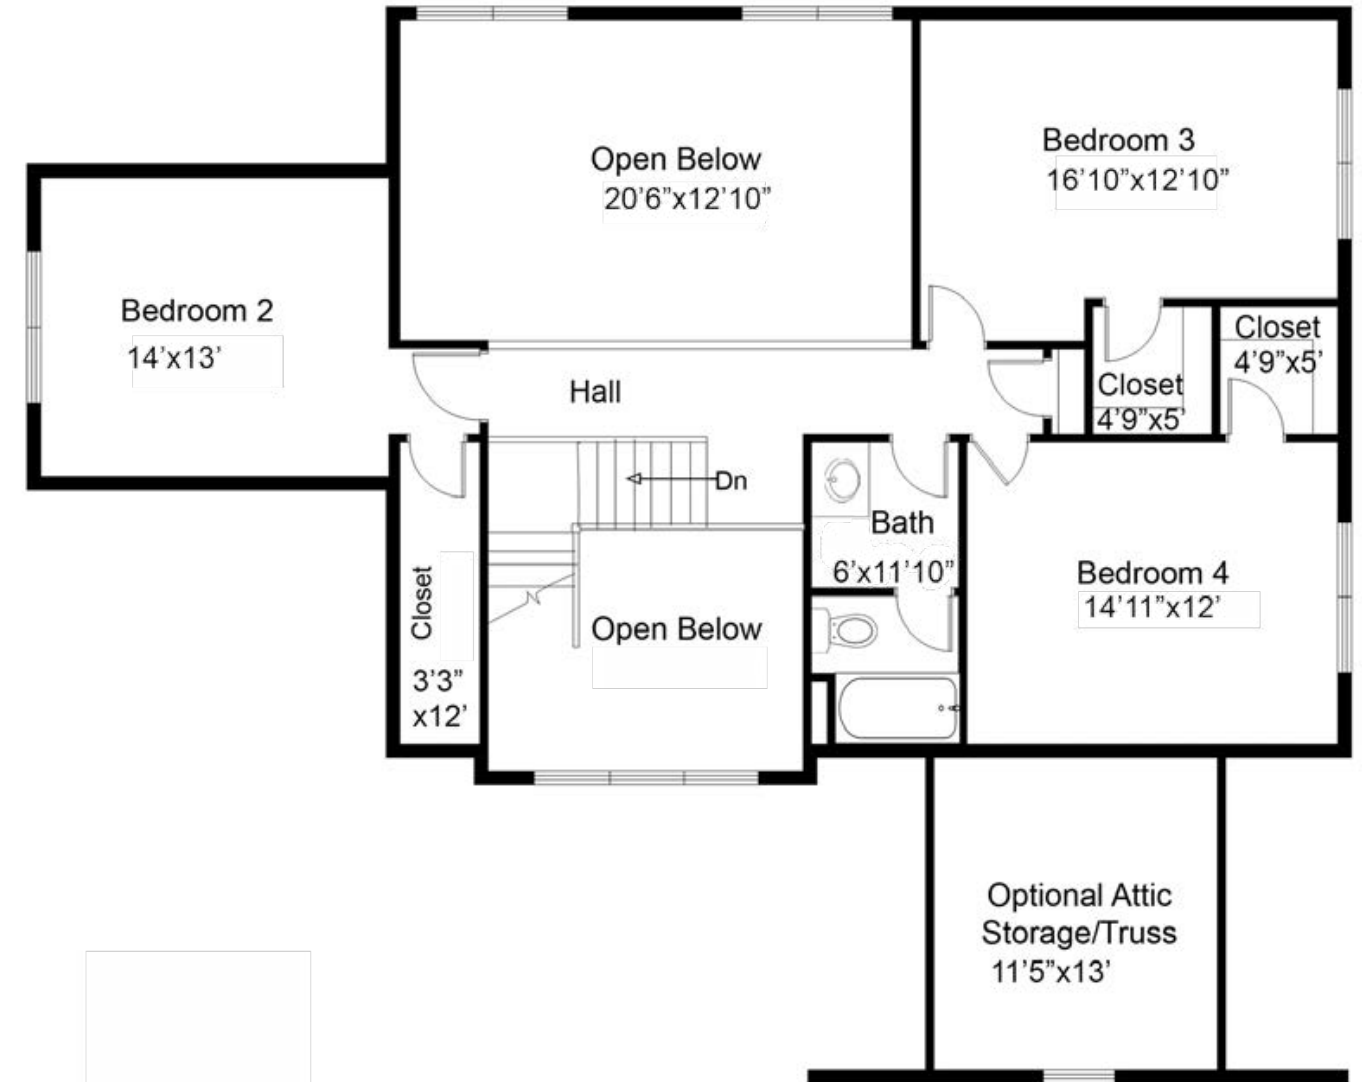 Open Below
20'6”x12'10”
Bedroom 3
16'10”x12'10”
Bedroom 2
14'x13'
Hall
Closet
4'9”x5'
Closet
4'9”x5'
Dn
Bath
6'x11'10”
Bedroom 4
14'11”x12'
Closet
3'3”
x12'
Open Below
Optional Attic
Storage/Truss
11'5”x13'